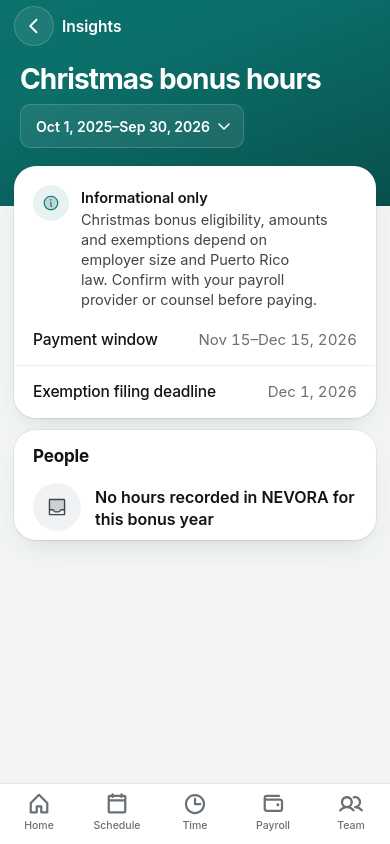 Insights
Christmas bonus hours
Oct 1, 2025–Sep 30, 2026
Informational only
Christmas bonus eligibility, amounts
and exemptions depend on
employer size and Puerto Rico
law. Confirm with your payroll
provider or counsel before paying.
Payment window Nov 15–Dec 15, 2026
Exemption filing deadline Dec 1, 2026
People
No hours recorded in NEVORA for
this bonus year
Home Schedule Time Payroll Team